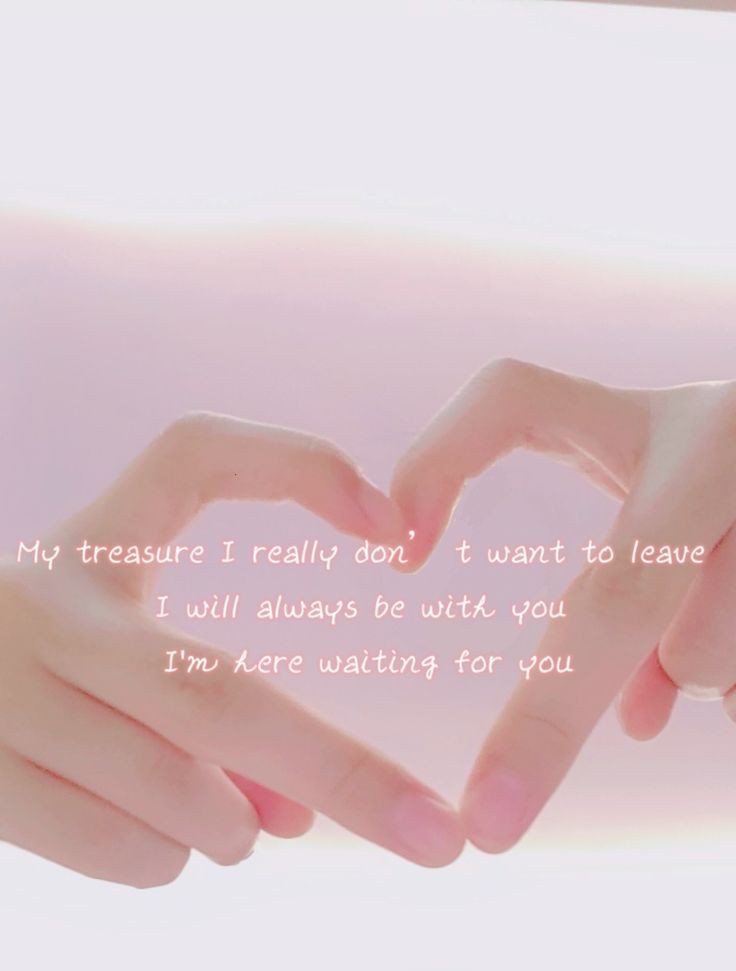 My treasure I really don’ t want to leave
I will always be with you
I'm here waiting for you